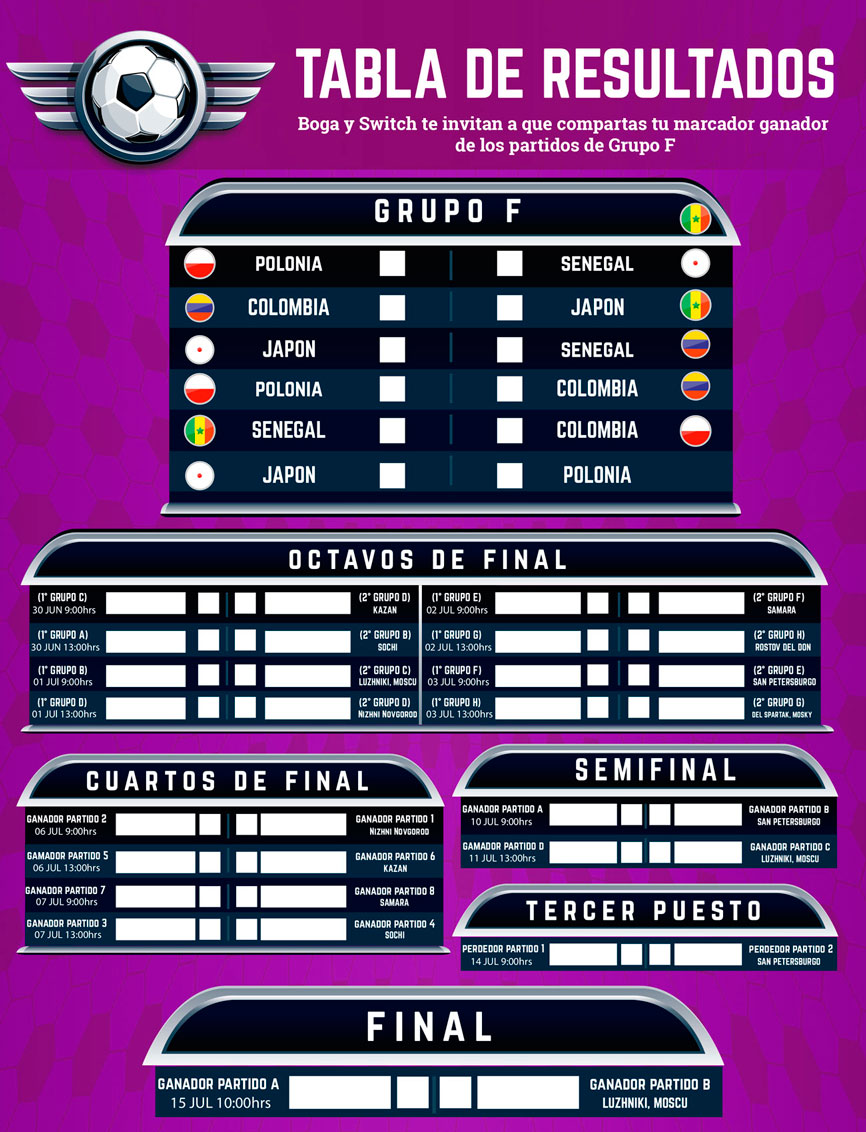 TABLA DE RESULTADOS
Boga y Switch te invitan a que compartas tu marcador ganador
de los partidos de Grupo F
GRUPO F
POLONIA SENEGAL
COLOMBIA JAPON
JAPON SENEGAL
POLONIA COLOMBIA
SENEGAL COLOMBIA
JAPON POLONIA
OCTAVOS DE FINAL
(1° GRUPO C) (2° GRUPO D)
30 JUN 9:00hrs KAZAN
(1° GRUPO A) (2° GRUPO B)
30 JUN 13:00hrs SOCHI
(1° GRUPO B) (2° GRUPO C)
01 JUl 9:00hrs LUZHNIKI, MOSCU
(1° GRUPO D) (2° GRUPO D)
01 JUl 13:00hrs NIZHNI NOVGOROD
(1° GRUPO E) (2° GRUPO F)
02 JUL 9:00hrs SAMARA
(1° GRUPO G) (2° GRUPO H)
02 JUL 13:00hrs ROSTOV DEL DON
(1° GRUPO F) (2° GRUPO E)
03 JUL 9:00hrs SAN PETERSBURGO
(1° GRUPO H) (2° GRUPO G)
03 JUL 13:00hrs DEL SPARTAK, MOSKY
CUARTOS DE FINAL
GANADOR PARTIDO 2 GANADOR PARTIDO 1
06 JUL 9:00hrs NIZHNI NOVGOROD
GAMADOR PARTIDO 5 GANADOR PARTIDO 6
06 JUL 13:00hrs KAZAN
GANADOR PARTIDO 7 GANADOR PARTIDO 8
07 JUL 9:00hrs SAMARA
GANADOR PARTIDO 3 GANADOR PARTIDO 4
07 JUL 13:00hrs SOCHI
SEMIFINAL
GANADOR PARTIDO A GANADOR PARTIDO B
10 JUL 9:00hrs SAN PETERSBURGO
GAMADOR PARTIDO D GANADOR PARTIDO C
11 JUL 13:00hrs LUZHNIKI, MOSCU
TERCER PUESTO
PERDEDOR PARTIDO 1 PERDEDOR PARTIDO 2
14 JUL 9:00hrs SAN PETERSBURGO
FINAL
GANADOR PARTIDO A GANADOR PARTIDO B
15 JUL 10:00hrs LUZHNIKI, MOSCU